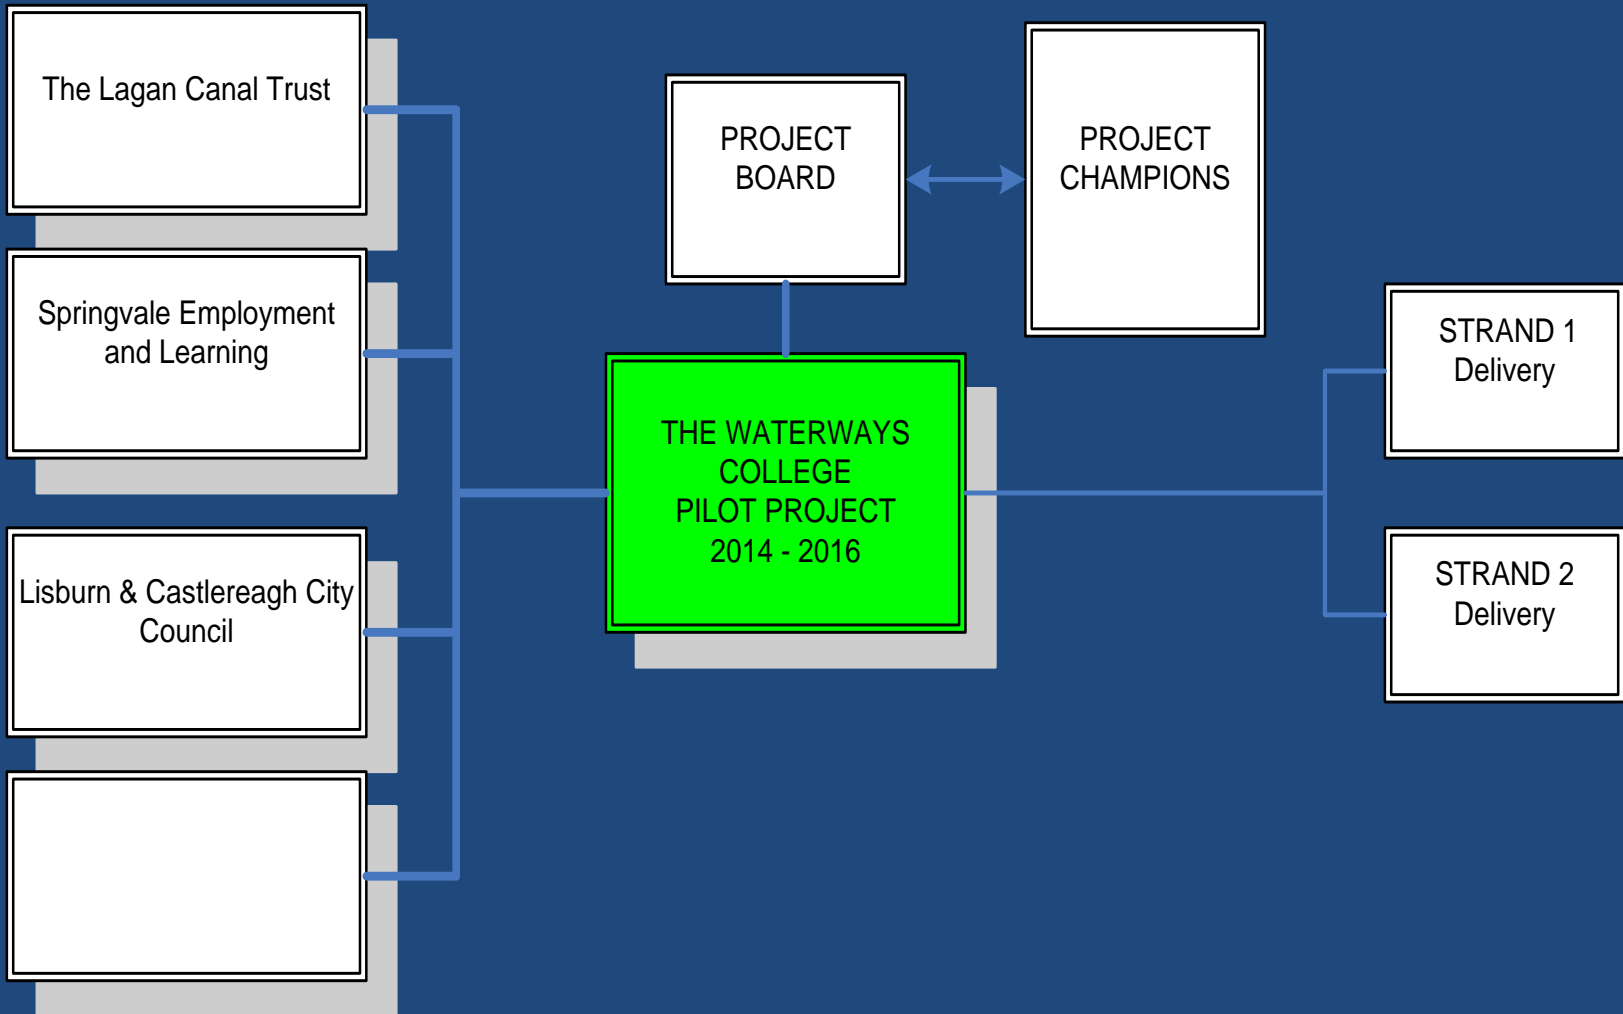 The Lagan Canal Trust
Springvale Employment
and Learning
Lisburn & Castlereagh City
Council
PROJECT
BOARD
PROJECT
CHAMPIONS
THE WATERWAYS
COLLEGE
PILOT PROJECT
2014 - 2016
STRAND 1
Delivery
STRAND 2
Delivery